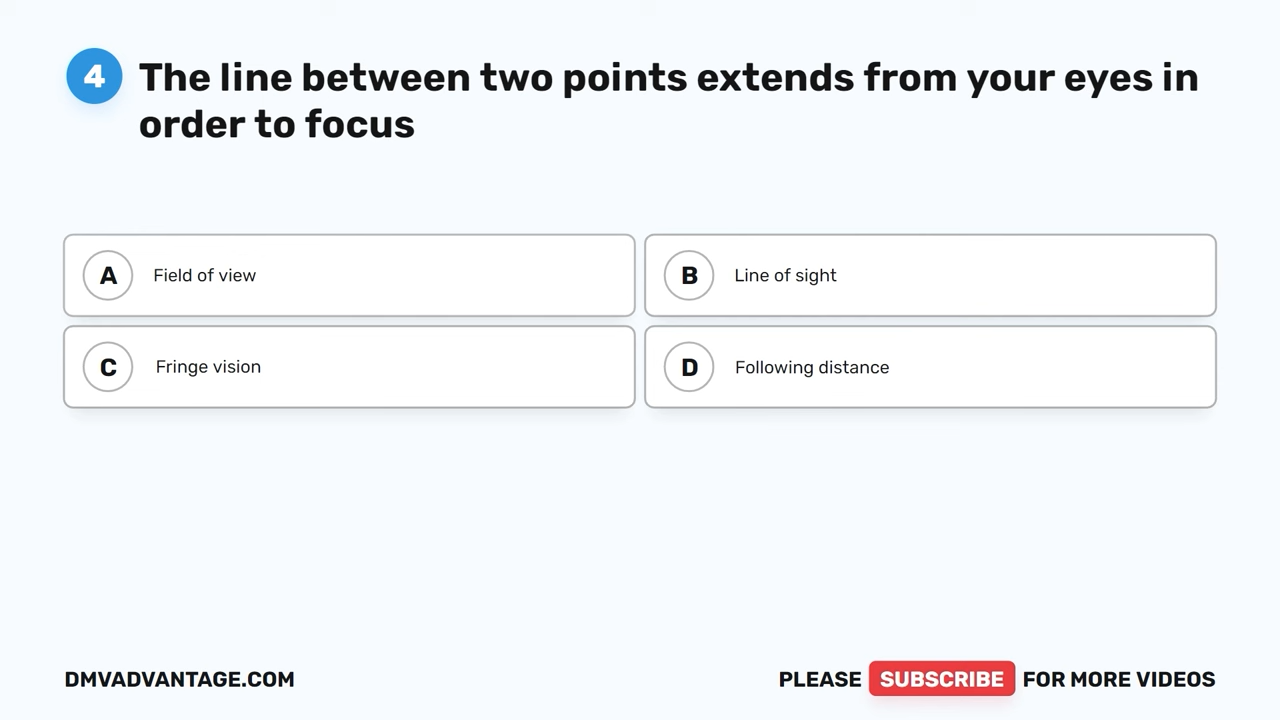 4
The line between two points extends from your eyes in
order to focus
A Field of view
B Line of sight
C Fringe vision
D Following distance
DMVADVANTAGE.COM
PLEASE SUBSCRIBE FOR MORE VIDEOS